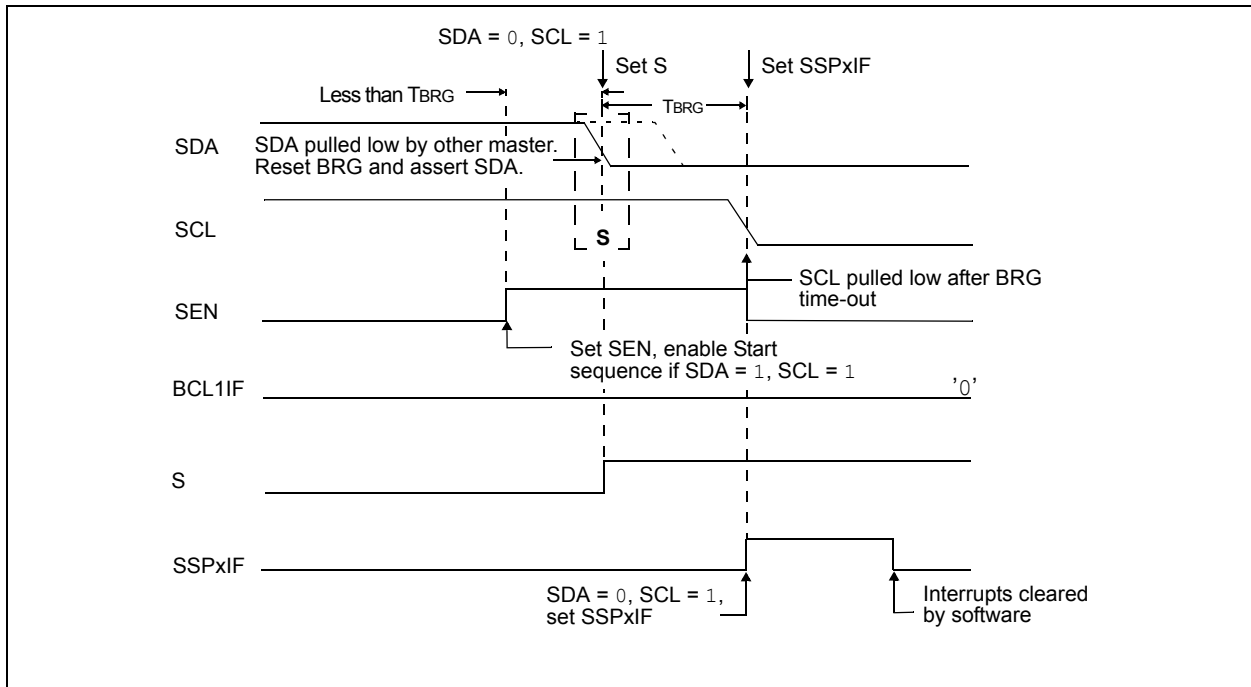 SDA = 0, SCL = 1
Set S
Set SSPxIF
Less than TBRG
TBRG
SDA
SDA pulled low by other master.
Reset BRG and assert SDA.
SCL
S
SCL pulled low after BRG
time-out
SEN
Set SEN, enable Start
sequence if SDA = 1, SCL = 1
BCL1IF
'0'
S
SSPxIF
SDA = 0, SCL = 1,
set SSPxIF
Interrupts cleared
by software